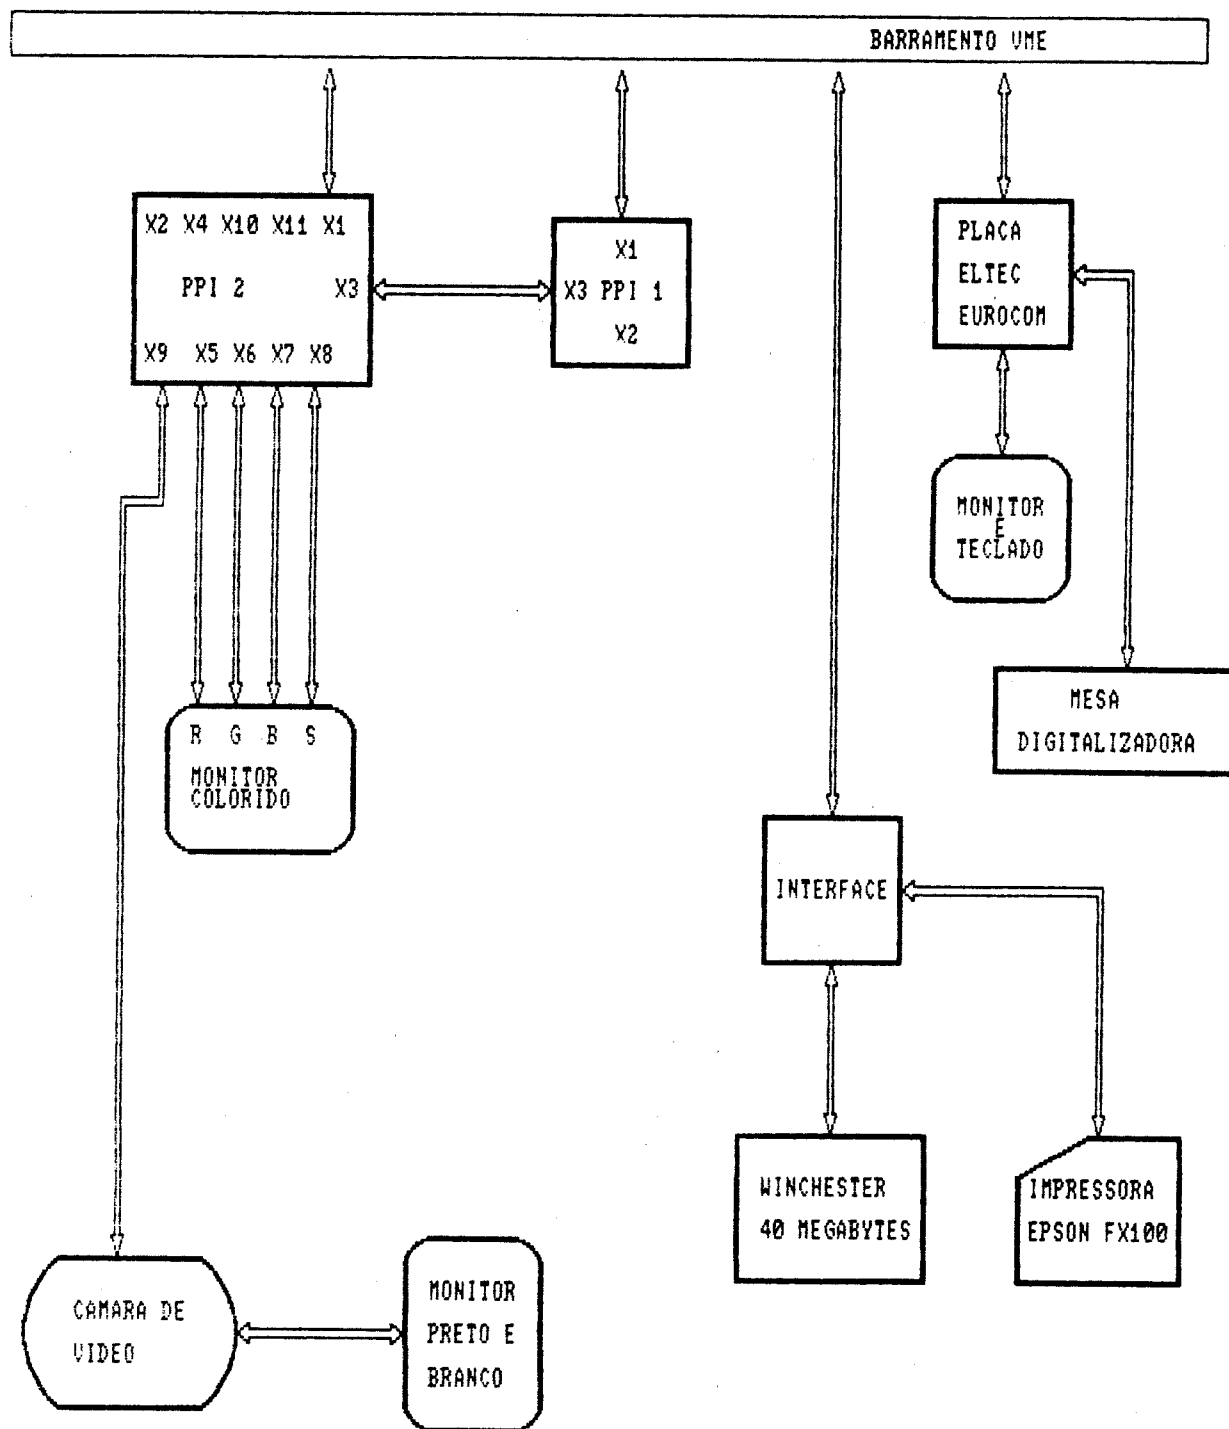 BARRAMENTO VME
X2 X4 X10 X11 X1
PPI 2 X3
X9 X5 X6 X7 X8
X1
X3 PPI 1
X2
PLACA
ELTEC
EUROCOM
MONITOR
E
TECLADO
MESA
DIGITALIZADORA
R G B S
MONITOR
COLORIDO
INTERFACE
WINCHESTER
40 MEGABYTES
IMPRESSORA
EPSON FX100
CAMARA DE
VIDEO
MONITOR
PRETO E
BRANCO